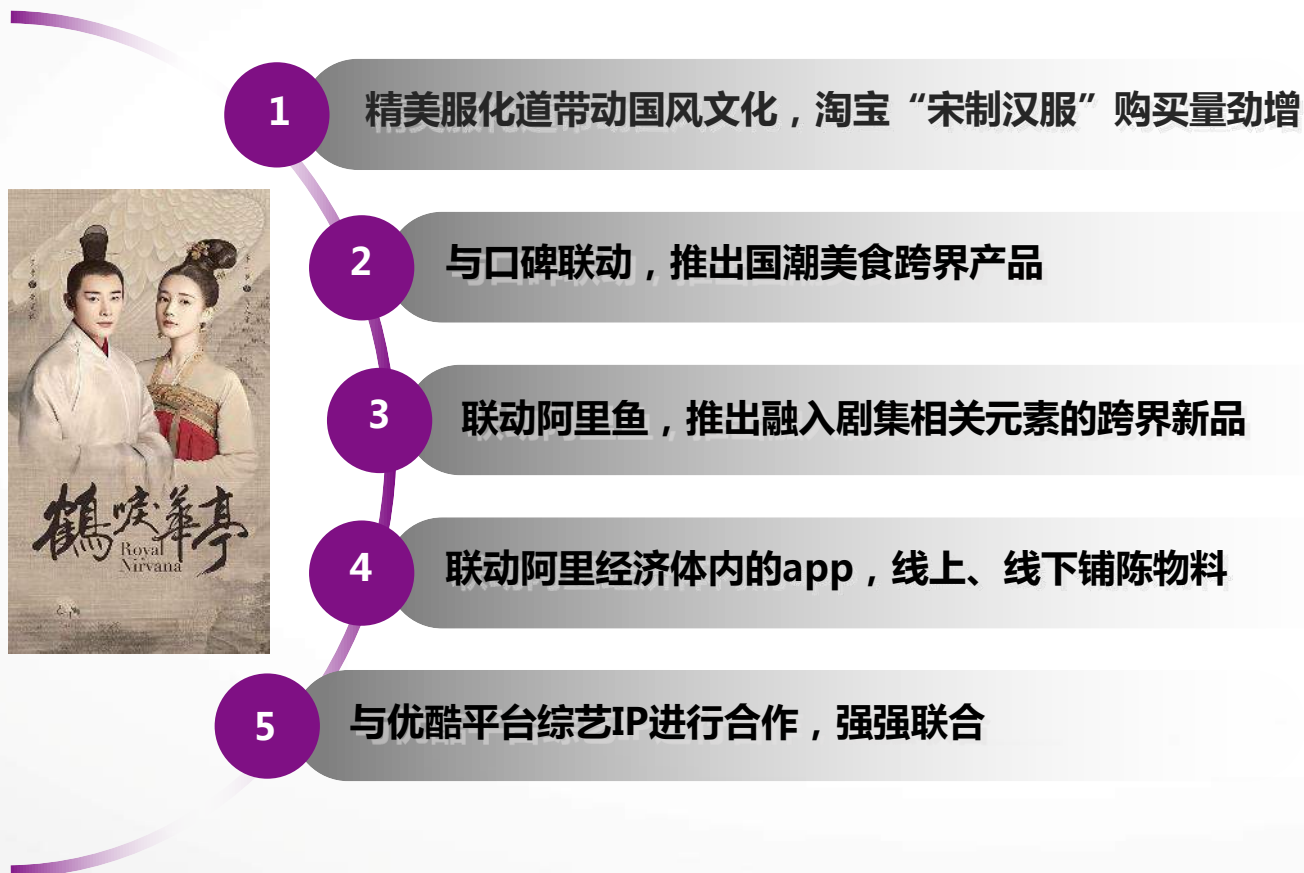 1
精美服化道带动国风文化，淘宝“宋制汉服”购买量劲增
2
与口碑联动，推出国潮美食跨界产品
3
联动阿里鱼，推出融入剧集相关元素的跨界新品
4
联动阿里经济体内的app，线上、线下铺陈物料
5
与优酷平台综艺IP进行合作，强强联合
鶴唳華亭
Royal
Nirvana